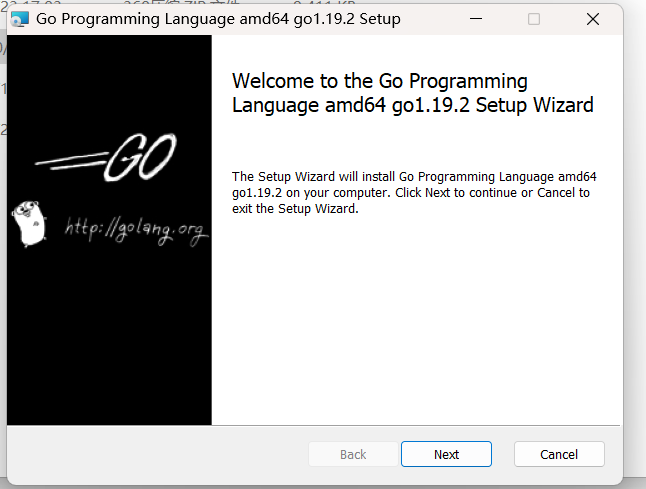 Go Programming Language amd64 go1.19.2 Setup
Welcome to the Go Programming
Language amd64 go1.19.2 Setup Wizard
GO
http://golang.org
The Setup Wizard will install Go Programming Language amd64
go1.19.2 on your computer. Click Next to continue or Cancel to
exit the Setup Wizard.
Back
Next
Cancel